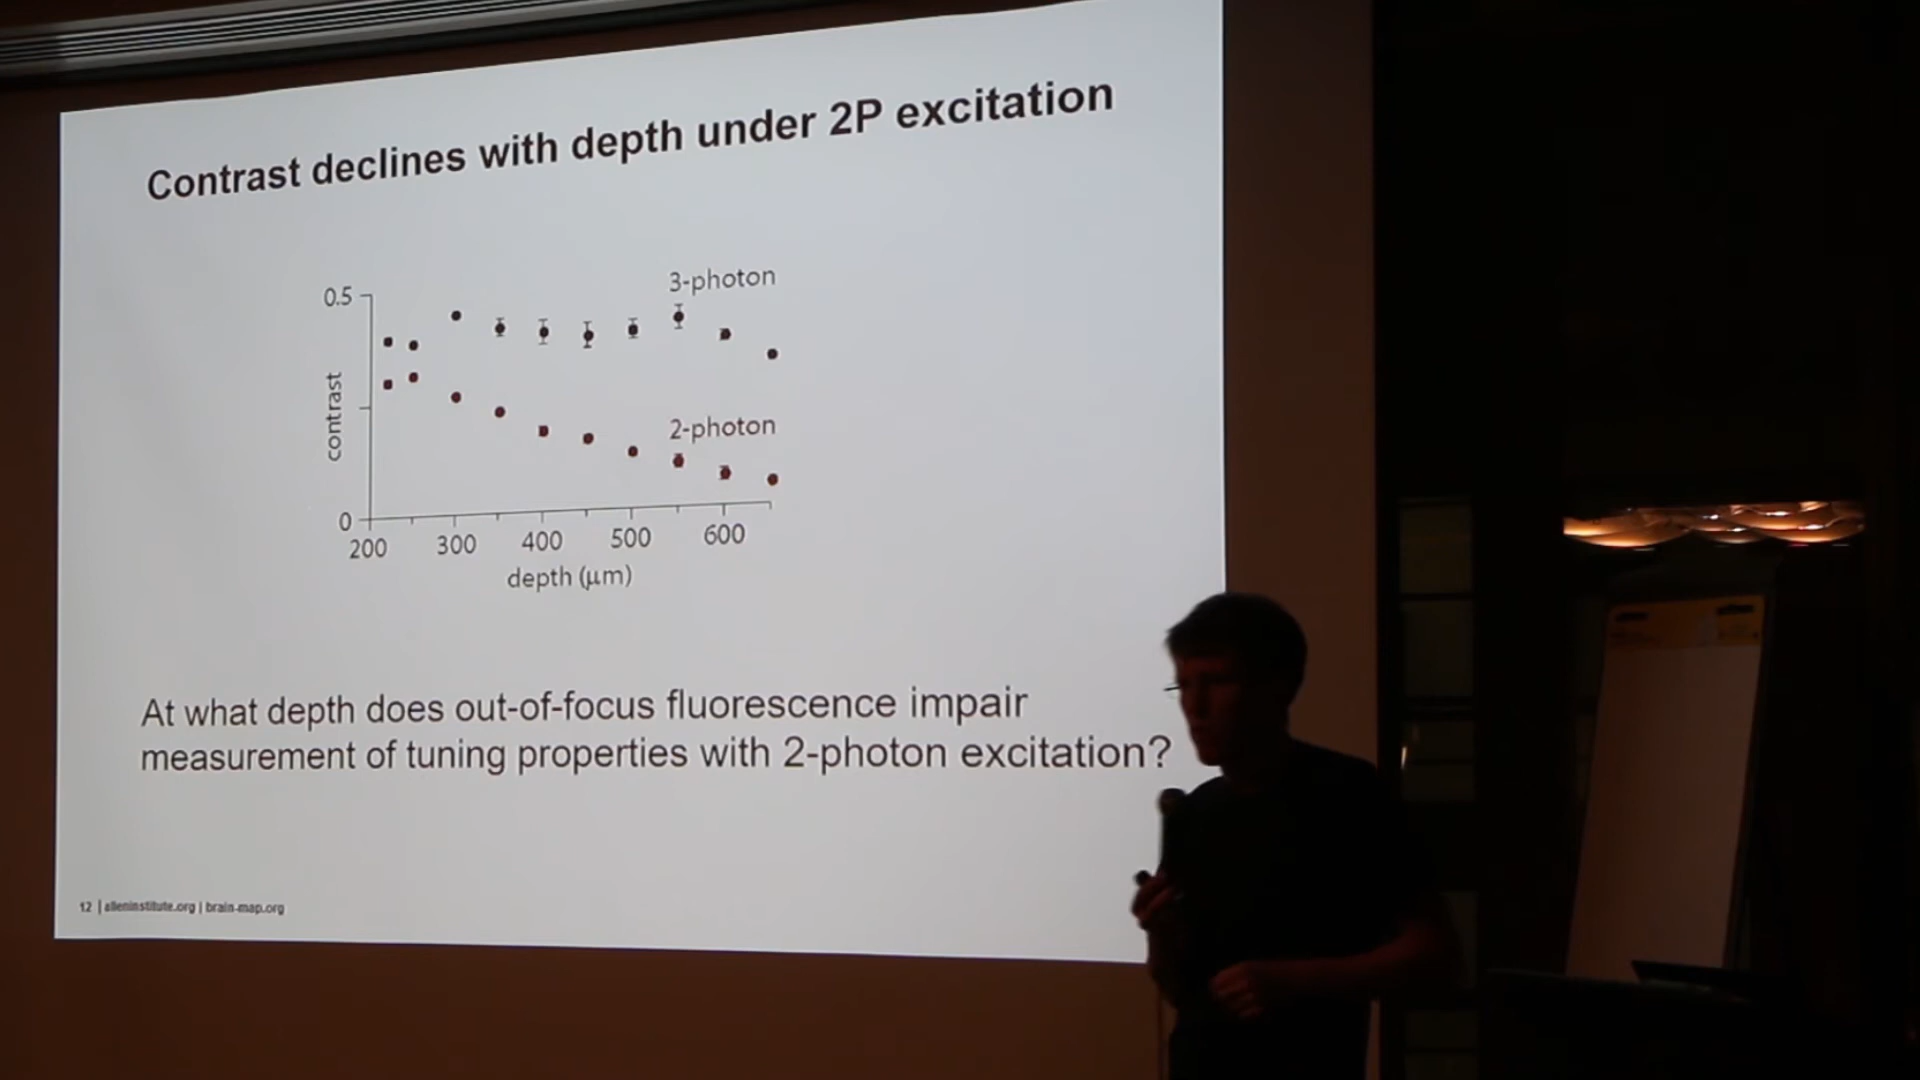 Contrast declines with depth under 2P excitation
3-photon
0.5
contrast
2-photon
0
200 300 400 500 600
depth (μm)
At what depth does out-of-focus fluorescence impair
measurement of tuning properties with 2-photon excitation?
12 | alleninstitute.org | brain-map.org